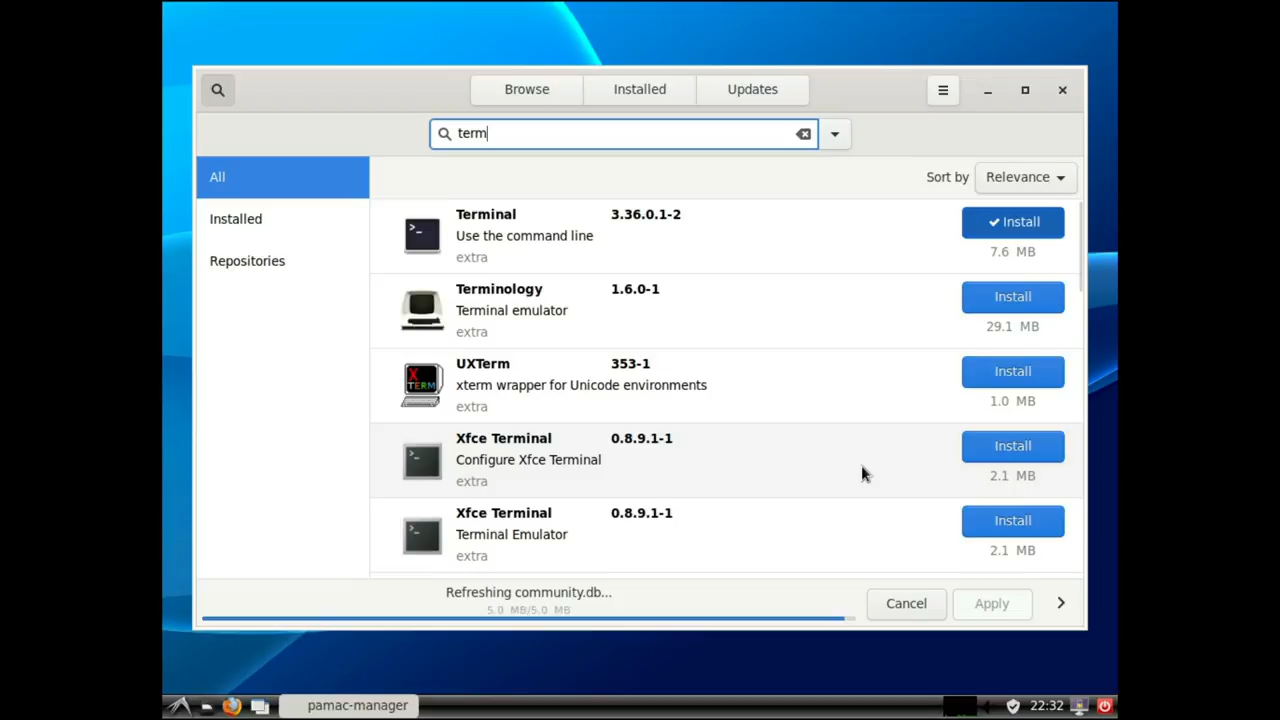 Browse
Installed
Updates
term
All
Installed
Repositories
Sort by Relevance
Terminal 3.36.0.1-2
Use the command line
extra
Install
7.6 MB
Terminology 1.6.0-1
Terminal emulator
extra
Install
29.1 MB
X TERM
UXTerm 353-1
xterm wrapper for Unicode environments
extra
Install
1.0 MB
Xfce Terminal 0.8.9.1-1
Configure Xfce Terminal
extra
Install
2.1 MB
Xfce Terminal 0.8.9.1-1
Terminal Emulator
extra
Install
2.1 MB
Refreshing community.db...
5.0 MB/5.0 MB
Cancel
Apply
pamac-manager
22:32